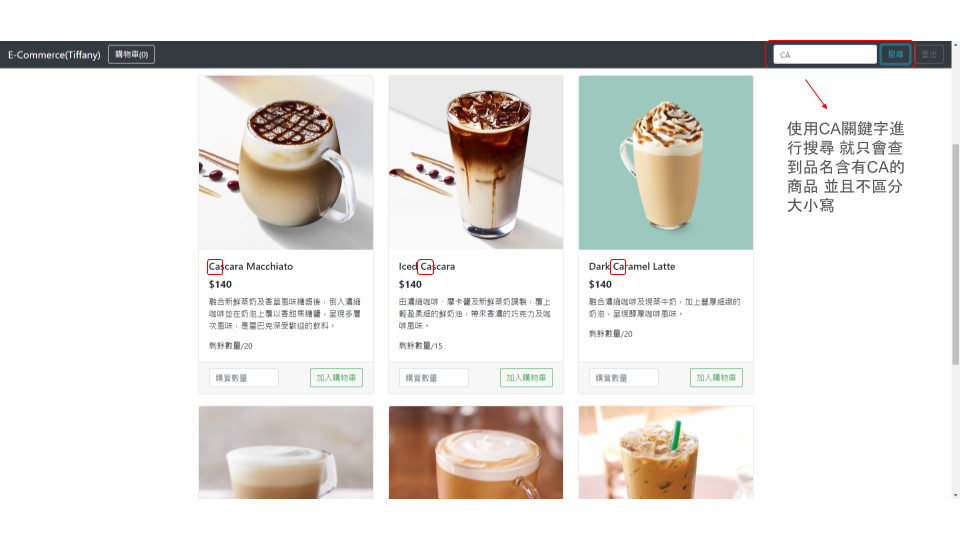 E-Commerce(Tiffany)
購物車(0)
CA
搜尋
登出
使用CA關鍵字進
行搜尋 就只會查
到品名含有CA的
商品 並且不區分
大小寫
Cascara Macchiato
$140
融合新鮮蒸奶及香草風味糖漿後，倒入濃縮
咖啡並在奶泡上覆以香甜焦糖醬，呈現多層
次風味，是星巴克深受歡迎的飲料。
剩餘數量/20
購買數量
加入購物車
Iced Cascara
$140
由濃縮咖啡、摩卡醬及新鮮蒸奶調製，覆上
輕盈柔細的鮮奶油，帶來香濃的巧克力及咖
啡風味。
剩餘數量/15
購買數量
加入購物車
Dark Caramel Latte
$140
融合濃縮咖啡及現蒸牛奶，加上豐厚細緻的
奶泡，呈現醇厚咖啡風味。
剩餘數量/20
購買數量
加入購物車